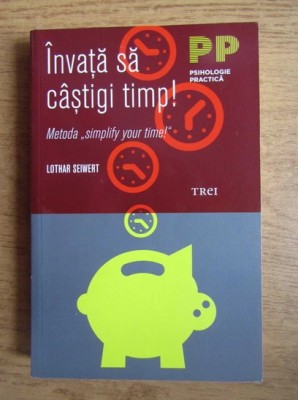 Învață să
câștigi timp!
Metoda „simplify your time!“
LOTHAR SEIWERT
PP
PSIHOLOGIE
PRACTICĂ
TREI